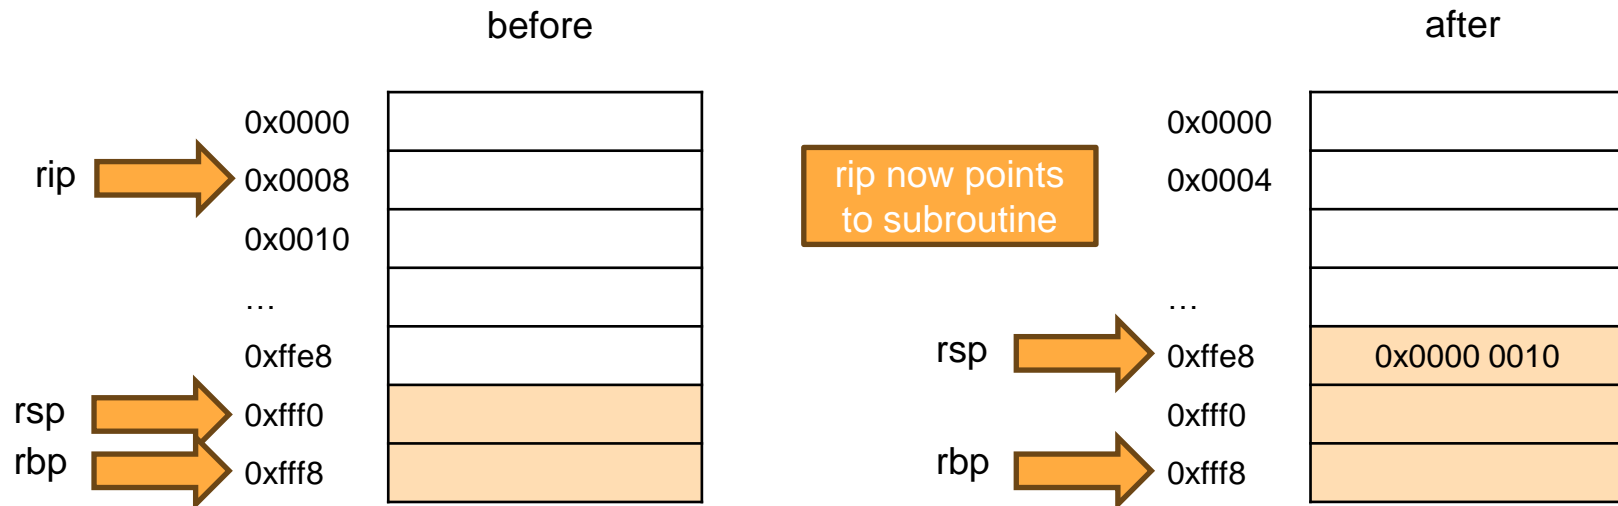 before
after
rip
0x0000
0x0008
0x0010
…
0xffe8
rsp
0xfff0
rbp
0xfff8
rip now points
to subroutine
0x0000
0x0004
…
rsp
0xffe8
0x0000 0010
0xfff0
rbp
0xfff8